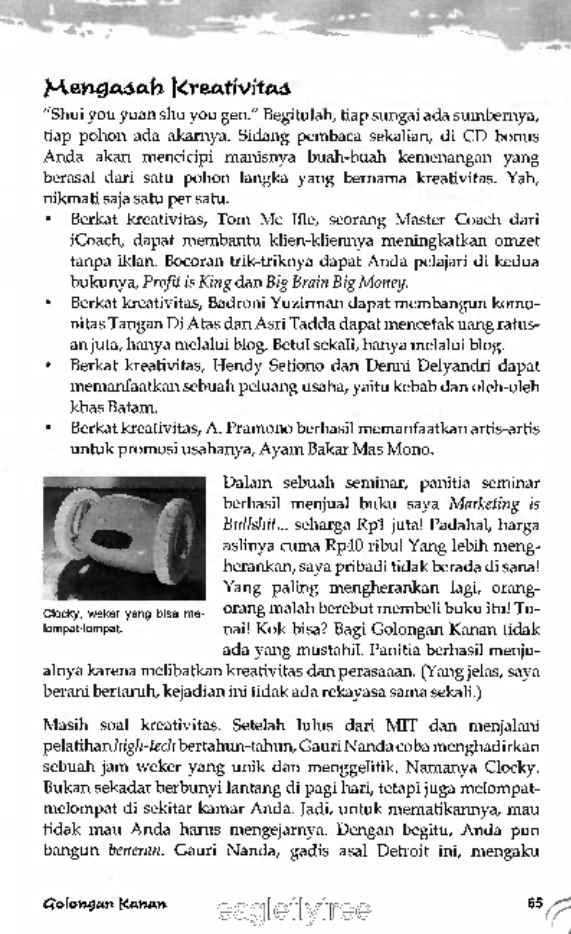 Mengasah Kreativitas
"Shui you yuan shu you gen." Begitulah, tiap sungai ada sumbernya,
tiap pohon ada akarnya. Sidang pembaca sekalian, di CD bonus
Anda akan mencicipi manisnya buah-buah kemenangan yang
berasal dari satu pohon langka yang bernama kreativitas. Yah,
nikmati saja satu per satu.
• Berkat kreativitas, Tom Mc Ifle, seorang Master Coach dari
iCoach, dapat membantu klien-kliennya meningkatkan omzet
tanpa iklan. Bocoran trik-triknya dapat Anda pelajari di kedua
bukunya, Profit is King dan Big Brain Big Money.
• Berkat kreativitas, Badroni Yuzirman dapat membangun komu-
nitas Tangan Di Atas dan Asri Tadda dapat mencetak uang ratus-
an juta, hanya melalui blog. Betul sekali, hanya melalui blog.
• Berkat kreativitas, Hendy Setiono dan Denni Delyandri dapat
memanfaatkan sebuah peluang usaha, yaitu kebab dan oleh-oleh
khas Batam.
• Berkat kreativitas, A. Pramono berhasil memanfaatkan artis-artis
untuk promosi usahanya, Ayam Bakar Mas Mono.
Dalam sebuah seminar, panitia seminar
berhasil menjual buku saya Marketing is
Bullshit... seharga Rp1 juta! Padahal, harga
aslinya cuma Rp40 ribu! Yang lebih meng-
herankan, saya pribadi tidak berada di sana!
Yang paling mengherankan lagi, orang-
orang malah berebut membeli buku itu! Tu-
nai! Kok bisa? Bagi Golongan Kanan tidak
ada yang mustahil. Panitia berhasil menju-
alnya karena melibatkan kreativitas dan perasaaan. (Yang jelas, saya
berani bertaruh, kejadian ini tidak ada rekayasa sama sekali.)
Clocky, weker yang bisa me-
lompat-lompat.
Masih soal kreativitas. Setelah lulus dari MIT dan menjalani
pelatihan high-tech bertahun-tahun, Gauri Nanda coba menghadirkan
sebuah jam weker yang unik dan menggelitik. Namanya Clocky.
Bukan sekadar berbunyi lantang di pagi hari, tetapi juga melompat-
melompat di sekitar kamar Anda. Jadi, untuk mematikannya, mau
tidak mau Anda harus mengejarnya. Dengan begitu, Anda pun
bangun beneran. Gauri Nanda, gadis asal Detroit ini, mengaku
Golongan Kanan
eagleflyfree
65